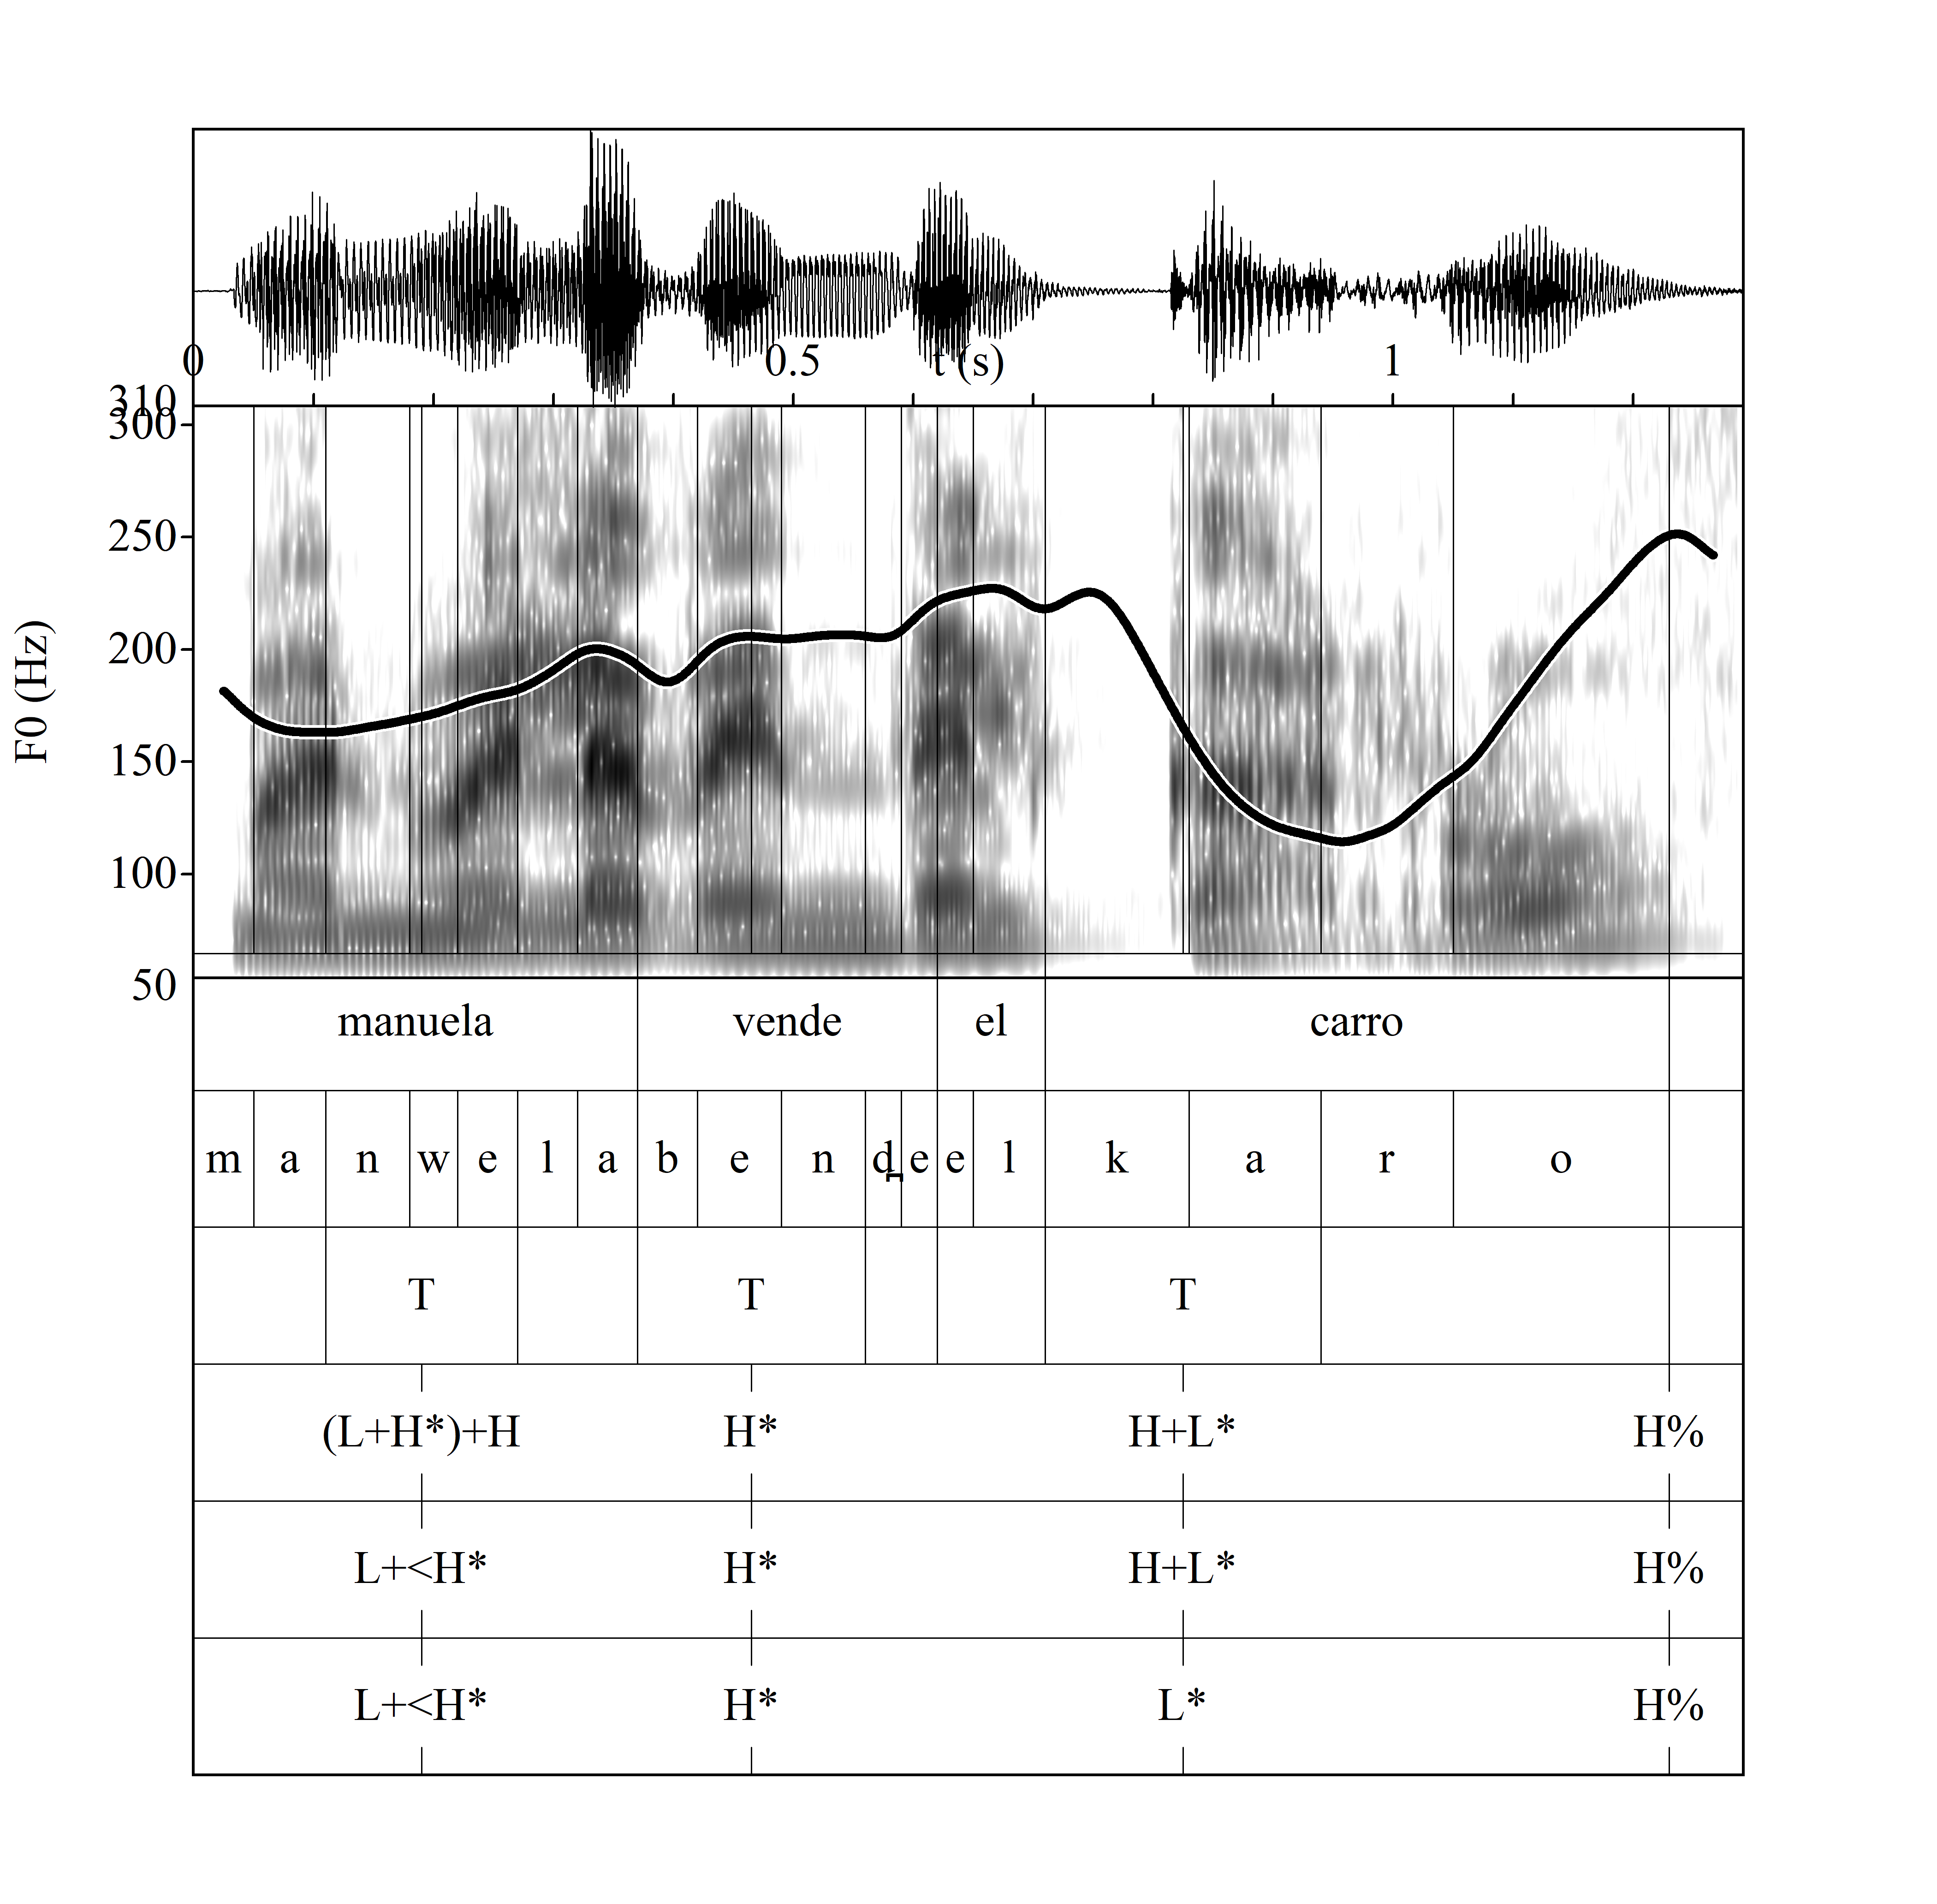 0 0.5 t (s) 1
310
300
250
200
150
100
50
F0 (Hz)
manuela vende el carro
m a n w e l a b e n d̪ e e l k a r o
T T T
(L+H*)+H H* H+L* H%
L+<H* H* H+L* H%
L+<H* H* L* H%